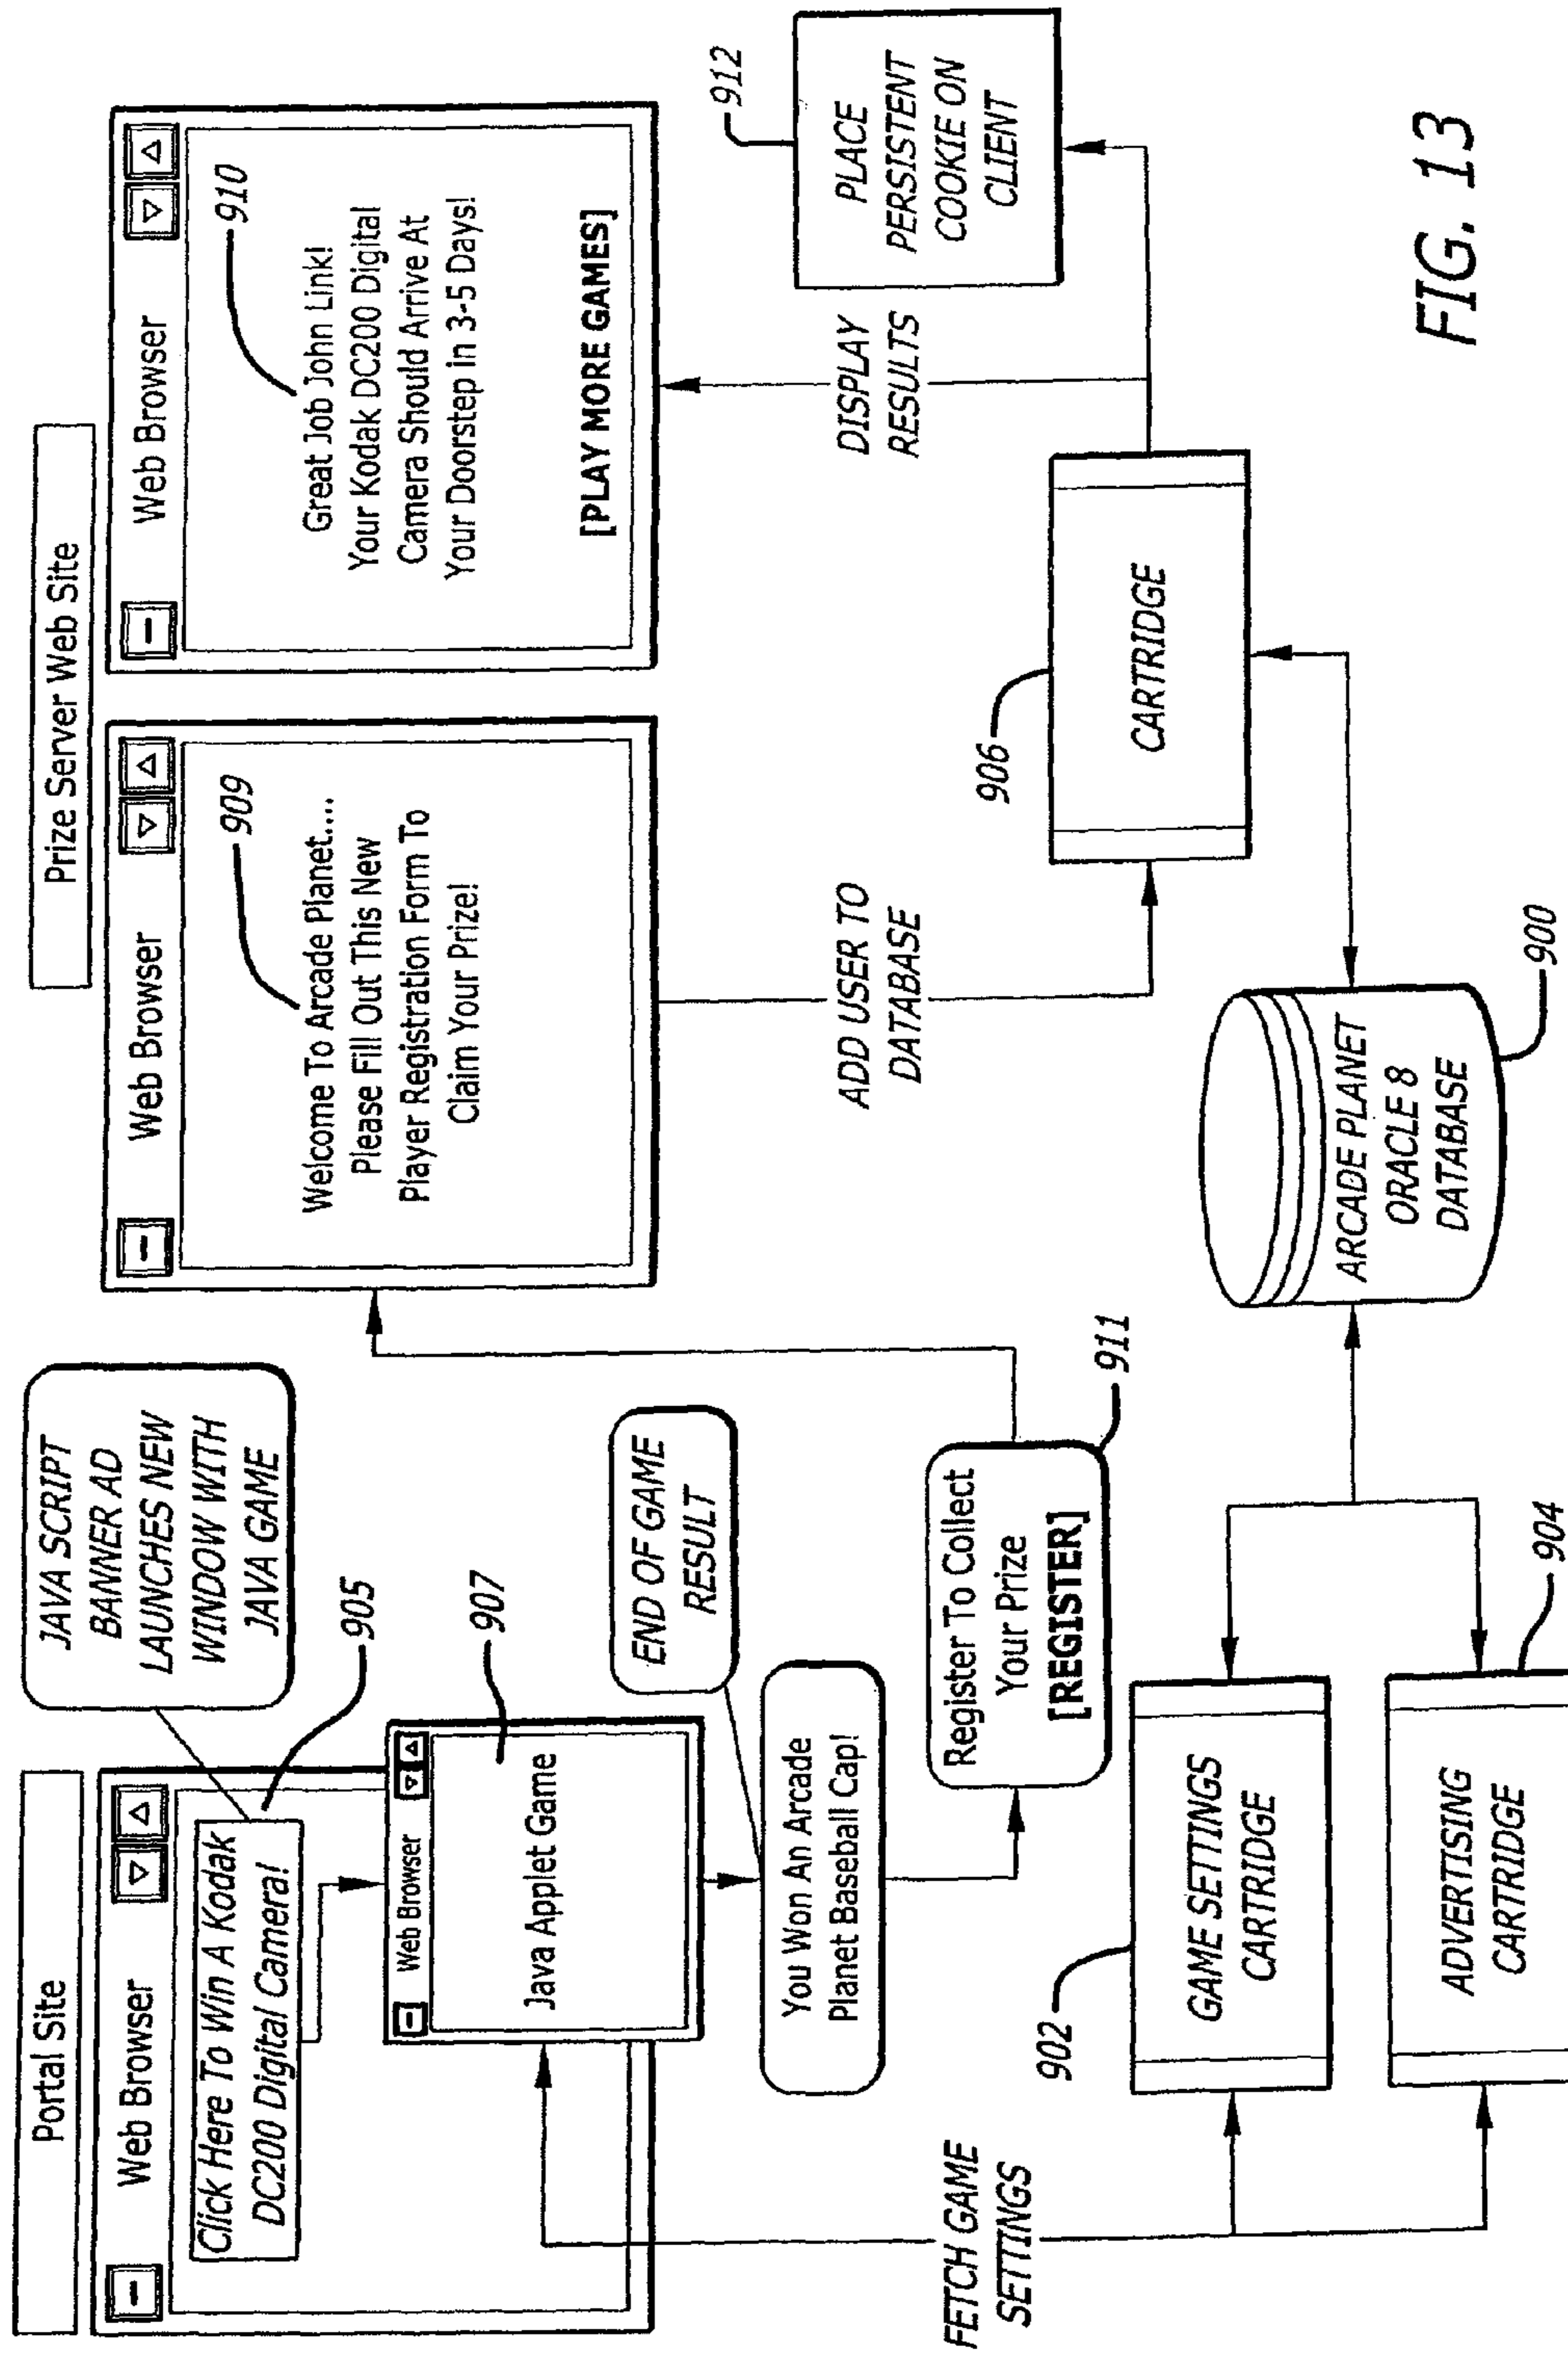 Portal Site
Web Browser
Click Here To Win A Kodak
DC200 Digital Camera!
JAVA SCRIPT
BANNER AD
LAUNCHES NEW
WINDOW WITH
JAVA GAME
905
Web Browser
Java Applet Game
907
END OF GAME
RESULT
You Won An Arcade
Planet Baseball Cap!
Register To Collect
Your Prize
[REGISTER]
911
FETCH GAME
SETTINGS
902
GAME SETTINGS
CARTRIDGE
ADVERTISING
CARTRIDGE
904
Prize Server Web Site
Web Browser
909
Welcome To Arcade Planet....
Please Fill Out This New
Player Registration Form To
Claim Your Prize!
Web Browser
910
Great Job John Link!
Your Kodak DC200 Digital
Camera Should Arrive At
Your Doorstep in 3-5 Days!
[PLAY MORE GAMES]
ADD USER TO
DATABASE
DISPLAY
RESULTS
912
PLACE
PERSISTENT
COOKIE ON
CLIENT
906
CARTRIDGE
ARCADE PLANET
ORACLE 8
DATABASE
900
FIG. 13